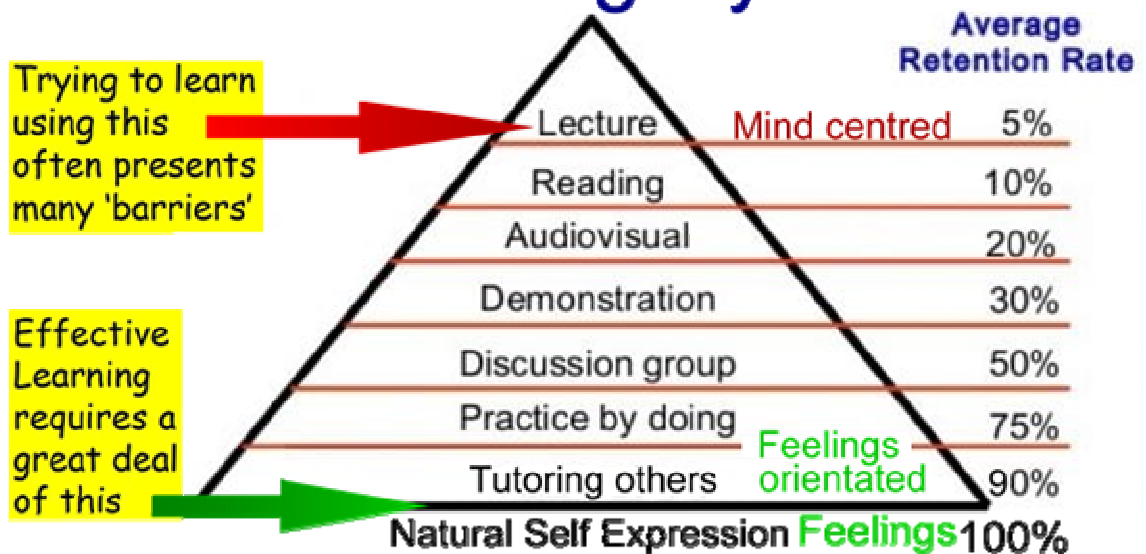 Average
Retention Rate
Trying to learn
using this
often presents
many ‘barriers’
Lecture Mind centred 5%
Reading 10%
Audiovisual 20%
Demonstration 30%
Effective
Learning
requires a
great deal
of this
Discussion group 50%
Practice by doing 75%
Feelings
orientated
Tutoring others 90%
Natural Self Expression Feelings 100%